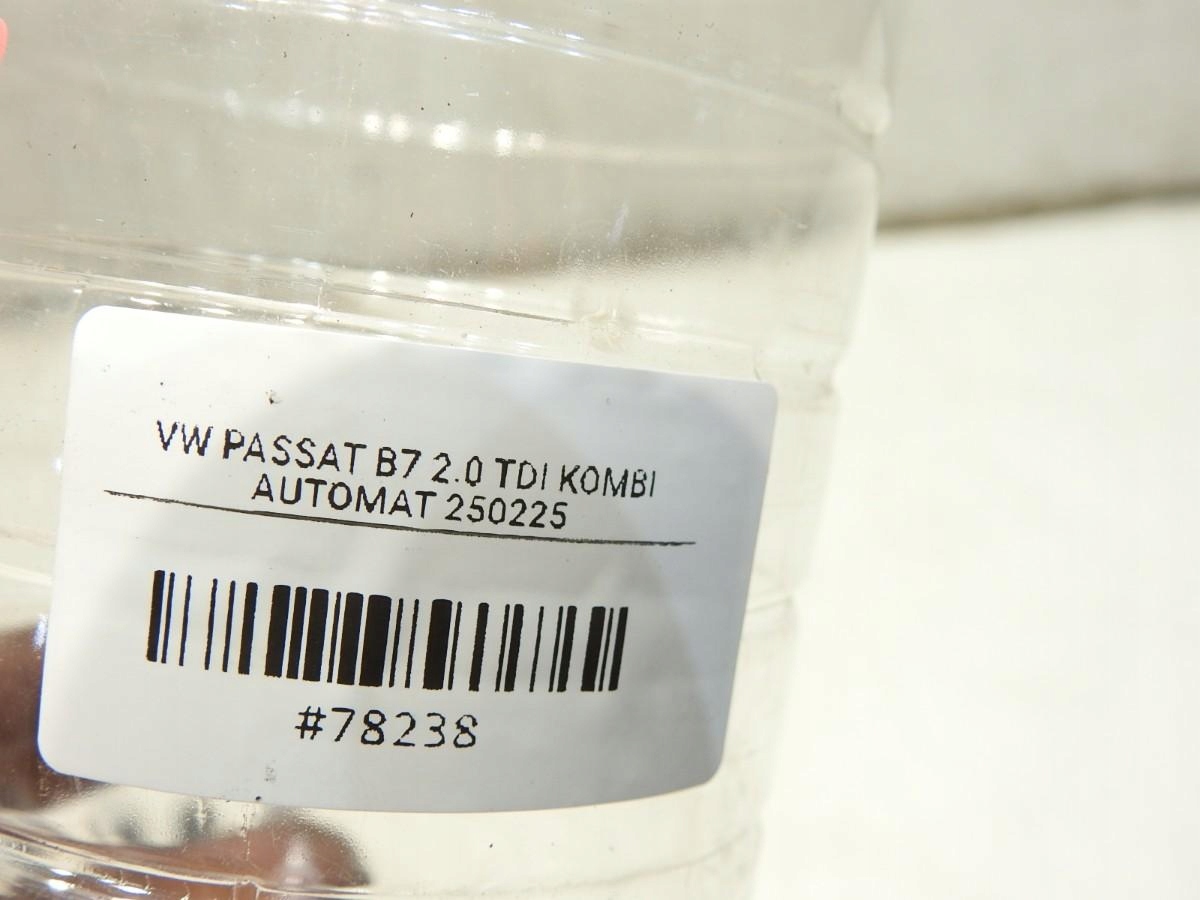 VW PASSAT B7 2.0 TDI KOMBI
AUTOMAT 250225
#78238